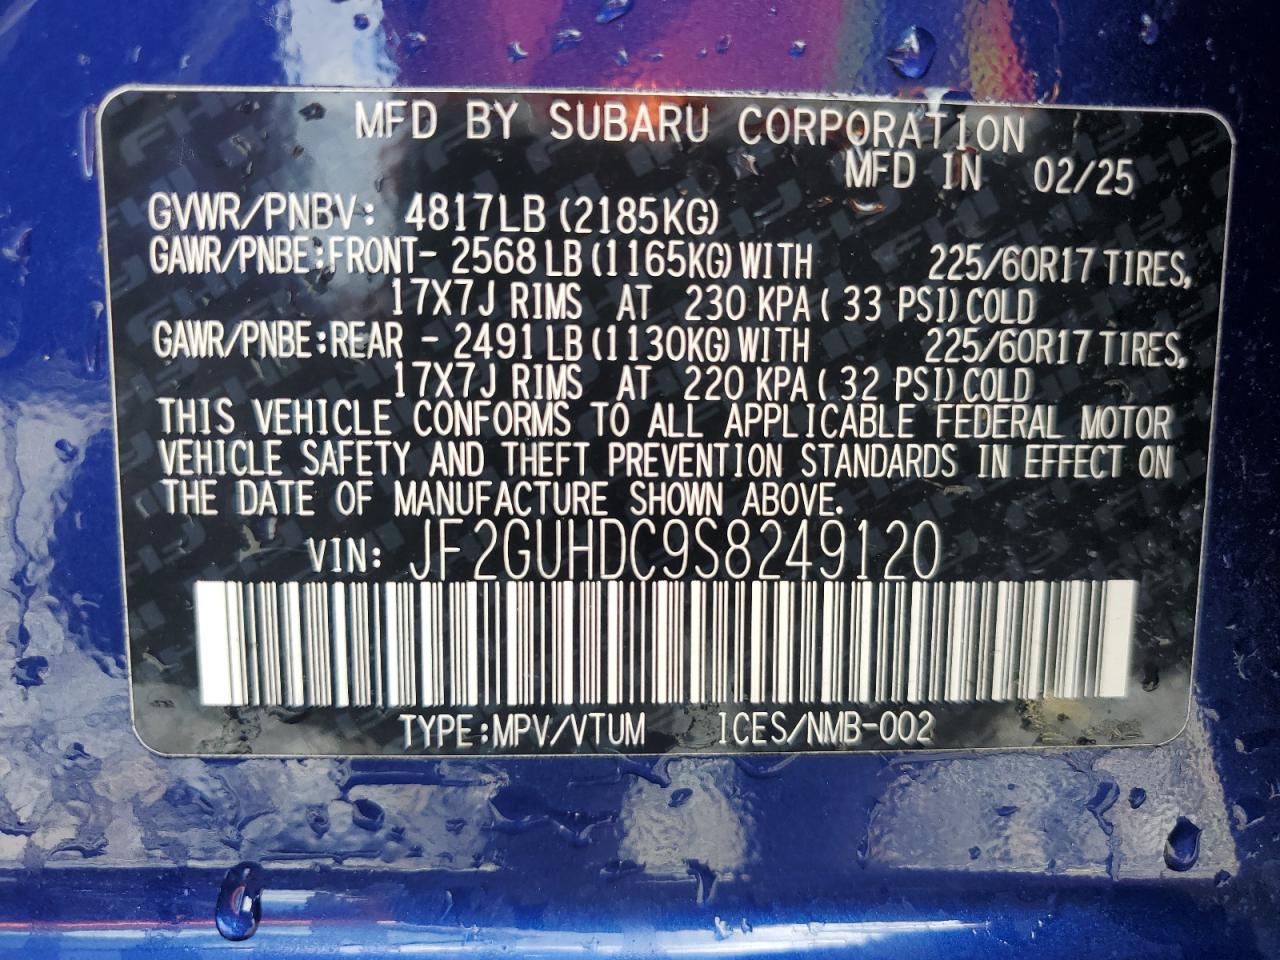 MFD BY SUBARU CORPORATION
MFD IN 02/25
GVWR/PNBV: 4817LB (2185KG)
GAWR/PNBE:FRONT- 2568 LB (1165KG) WITH 225/60R17 TIRES,
17X7J RIMS AT 230 KPA ( 33 PSI) COLD
GAWR/PNBE:REAR - 2491 LB (1130KG) WITH 225/60R17 TIRES,
17X7J RIMS AT 220 KPA ( 32 PSI) COLD
THIS VEHICLE CONFORMS TO ALL APPLICABLE FEDERAL MOTOR
VEHICLE SAFETY AND THEFT PREVENTION STANDARDS IN EFFECT ON
THE DATE OF MANUFACTURE SHOWN ABOVE.
VIN: JF2GUHDC9S8249120
TYPE:MPV/VTUM ICES/NMB-002